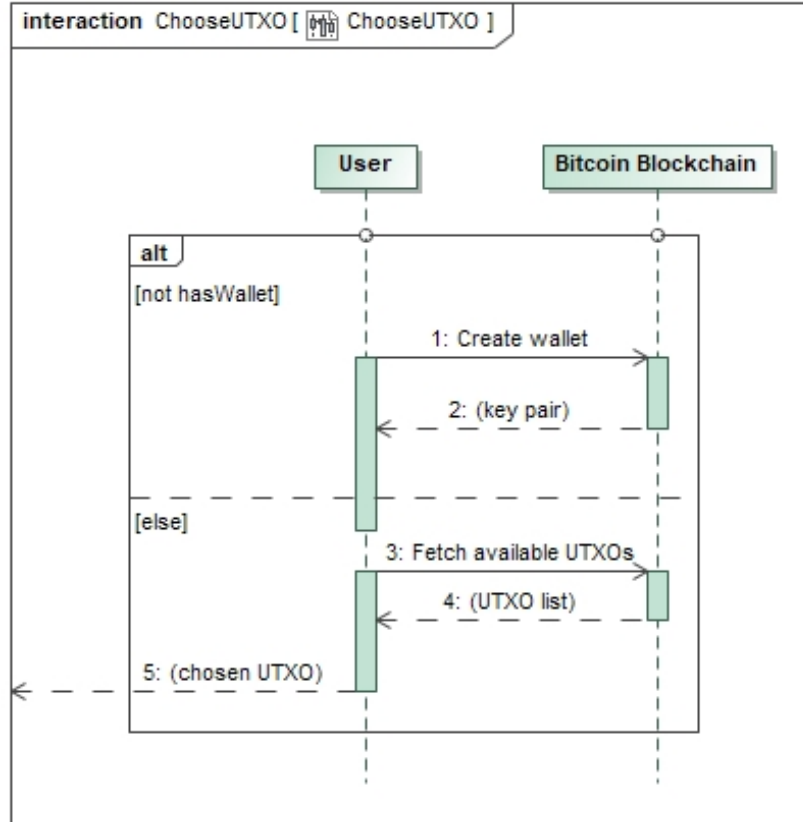 interaction ChooseUTXO [ ChooseUTXO ]
User
Bitcoin Blockchain
alt
[not hasWallet]
1: Create wallet
2: (key pair)
[else]
3: Fetch available UTXOs
4: (UTXO list)
5: (chosen UTXO)